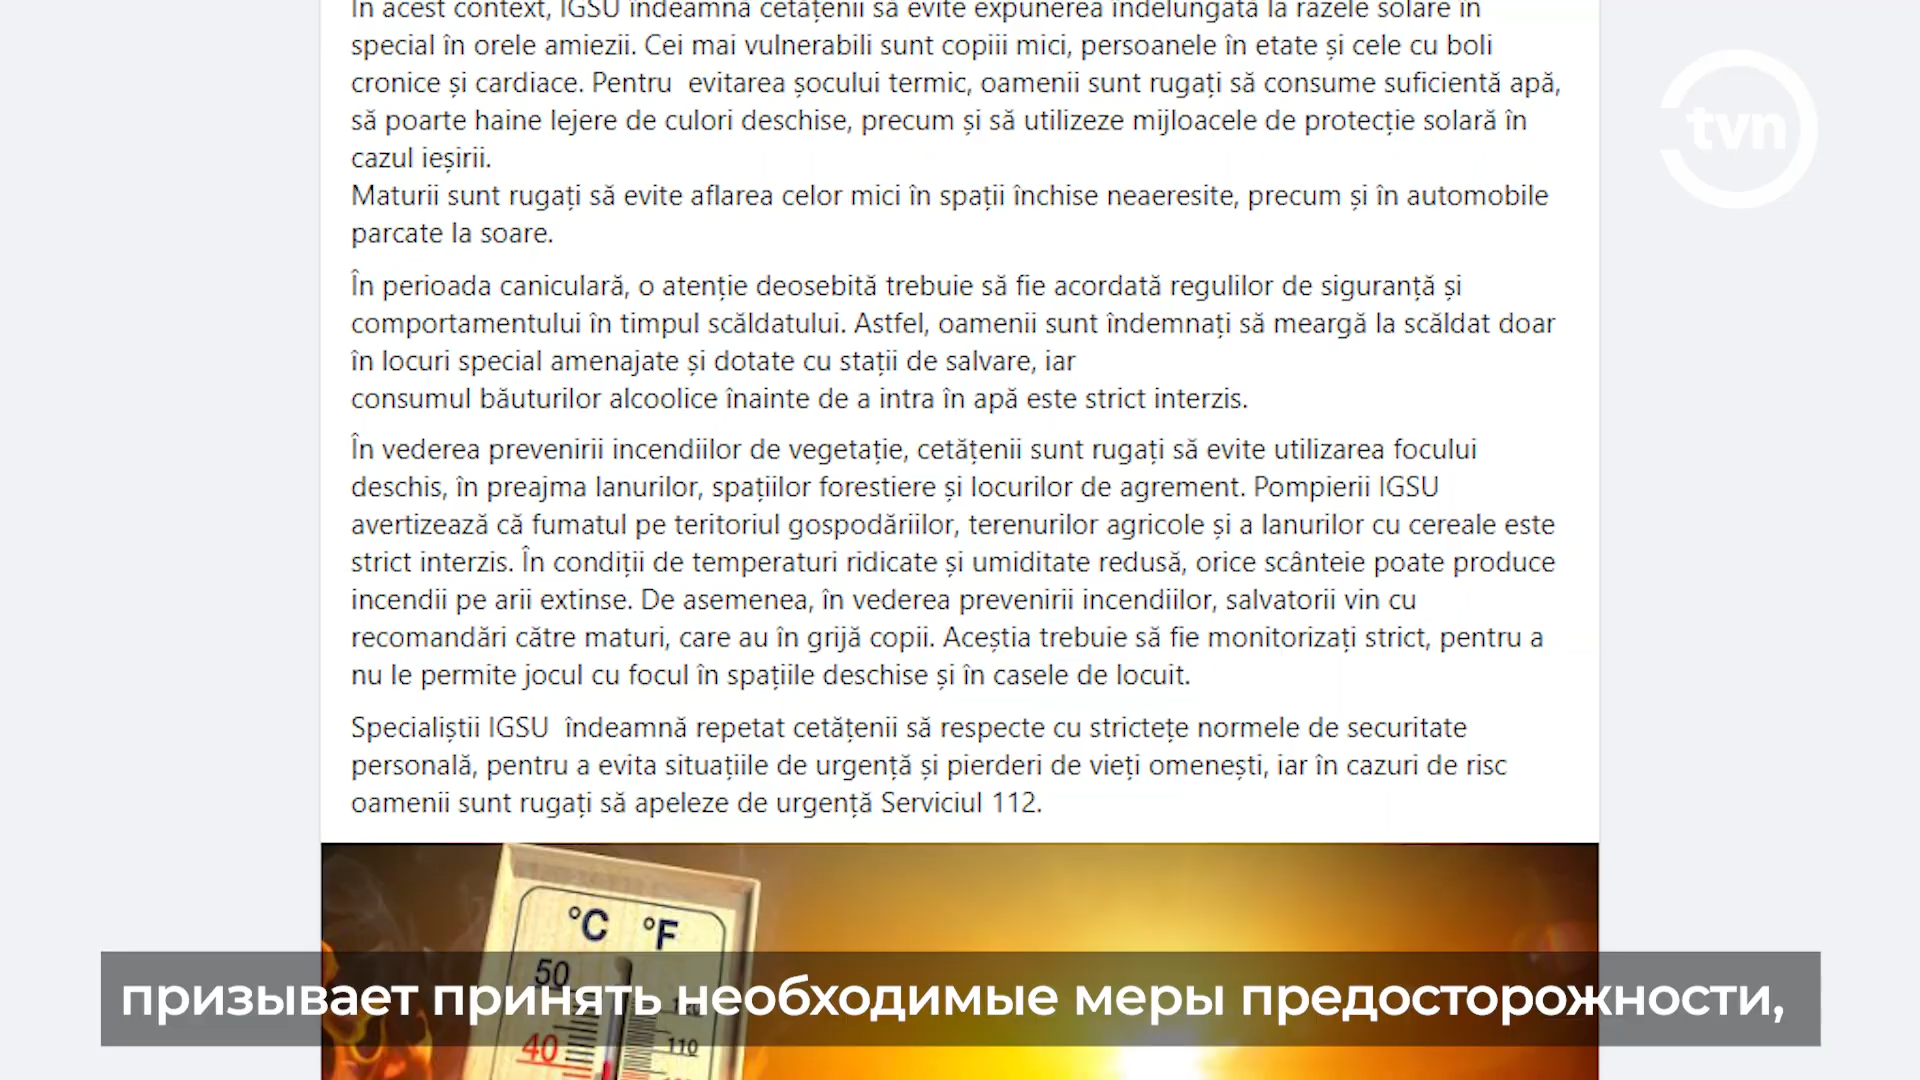 În acest context, IGSU îndeamnă cetățenii să evite expunerea îndelungată la razele solare în
special în orele amiezii. Cei mai vulnerabili sunt copiii mici, persoanele în etate și cele cu boli
cronice și cardiace. Pentru  evitarea șocului termic, oamenii sunt rugați să consume suficientă apă,
să poarte haine lejere de culori deschise, precum și să utilizeze mijloacele de protecție solară în
cazul ieșirii.
Maturii sunt rugați să evite aflarea celor mici în spații închise neaeresite, precum și în automobile
parcate la soare.
În perioada caniculară, o atenție deosebită trebuie să fie acordată regulilor de siguranță și
comportamentului în timpul scăldatului. Astfel, oamenii sunt îndemnați să meargă la scăldat doar
în locuri special amenajate și dotate cu stații de salvare, iar
consumul băuturilor alcoolice înainte de a intra în apă este strict interzis.
În vederea prevenirii incendiilor de vegetație, cetățenii sunt rugați să evite utilizarea focului
deschis, în preajma lanurilor, spațiilor forestiere și locurilor de agrement. Pompierii IGSU
avertizează că fumatul pe teritoriul gospodăriilor, terenurilor agricole și a lanurilor cu cereale este
strict interzis. În condiții de temperaturi ridicate și umiditate redusă, orice scânteie poate produce
incendii pe arii extinse. De asemenea, în vederea prevenirii incendiilor, salvatorii vin cu
recomandări către maturi, care au în grijă copii. Aceștia trebuie să fie monitorizați strict, pentru a
nu le permite jocul cu focul în spațiile deschise și în casele de locuit.
Specialiștii IGSU  îndeamnă repetat cetățenii să respecte cu strictețe normele de securitate
personală, pentru a evita situațiile de urgență și pierderi de vieți omenești, iar în cazuri de risc
oamenii sunt rugați să apeleze de urgență Serviciul 112.
tvn
°C °F
50
120
призывает принять необходимые меры предосторожности,
40
110